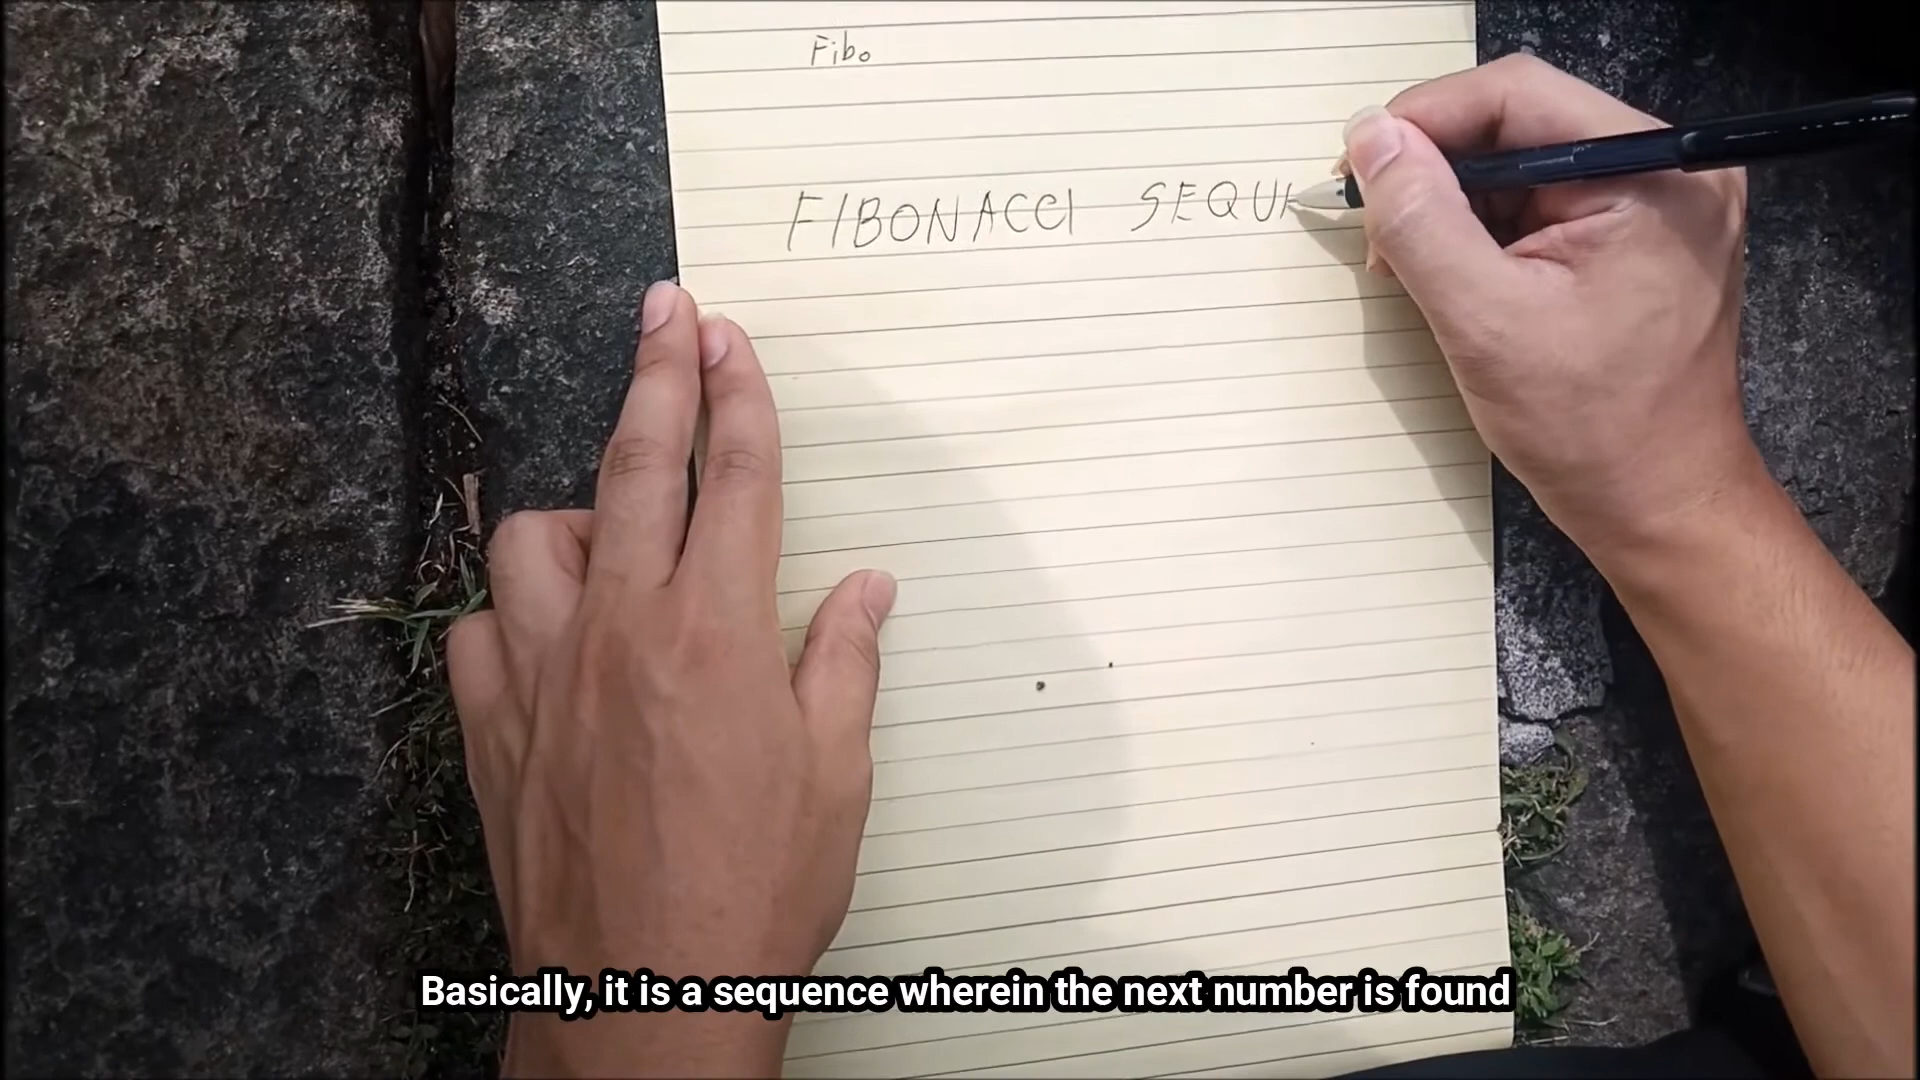 Fibo
FIBONACCI SEQU
Basically, it is a sequence wherein the next number is found